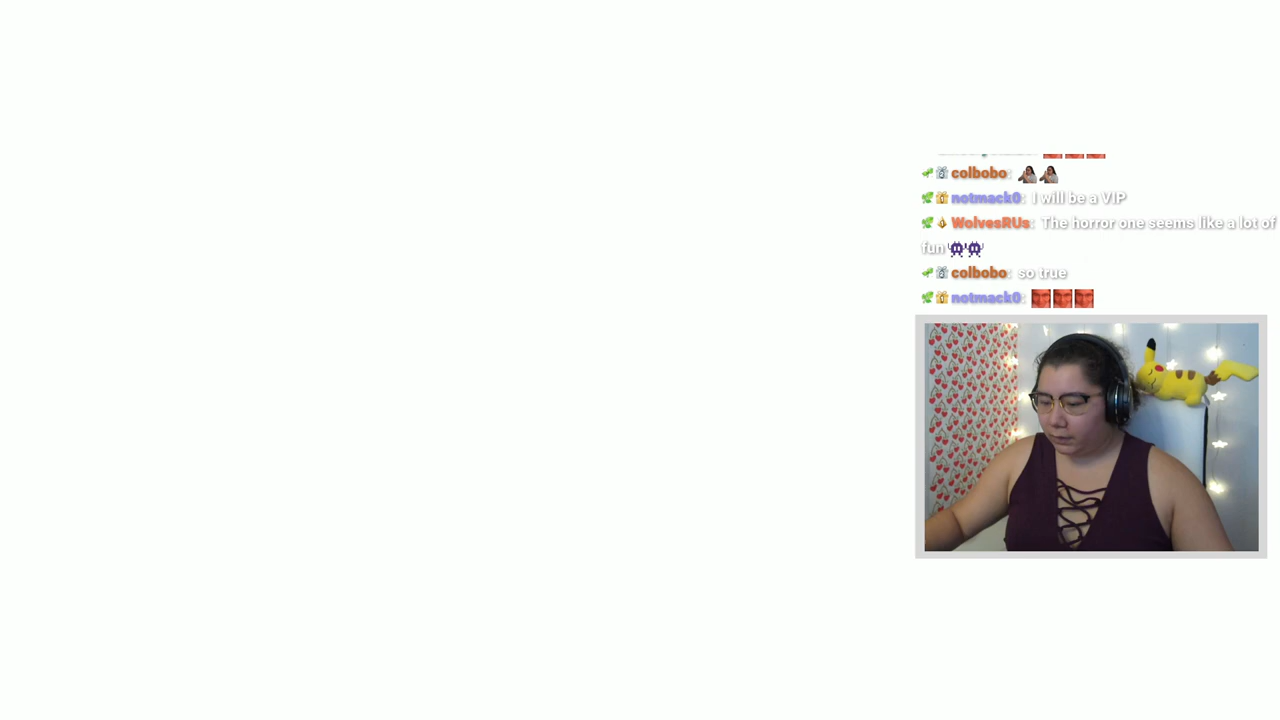 colbobo:
notmack0: I will be a VIP
WolvesRUs: The horror one seems like a lot of
fun
colbobo: so true
notmack0: